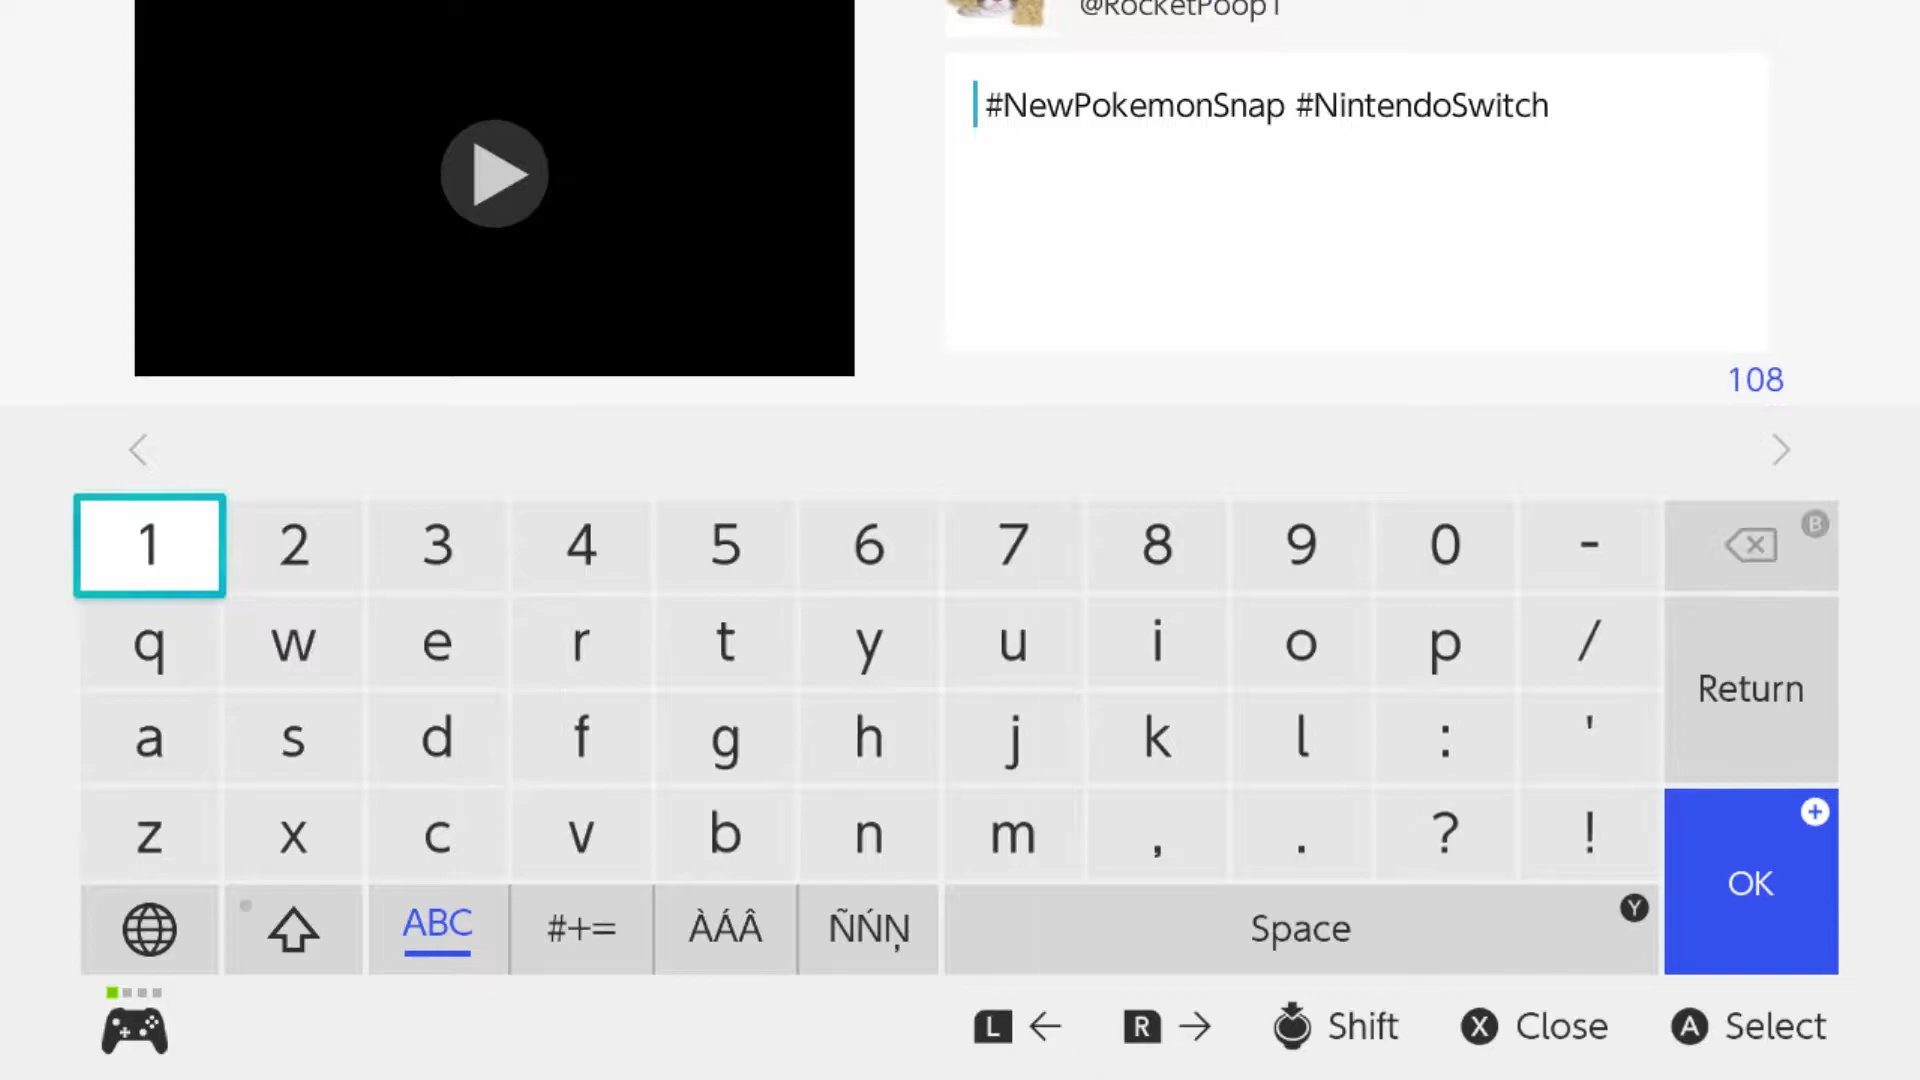 @RocketPoop1
#NewPokemonSnap #NintendoSwitch
108
1 2 3 4 5 6 7 8 9 0 - B
q w e r t y u i o p /
Return
a s d f g h j k l : '
z x c v b n m , . ? !
OK
ABC #+= ÀÁÂ ÑŃŅ Space Y
L ← R → Shift X Close A Select